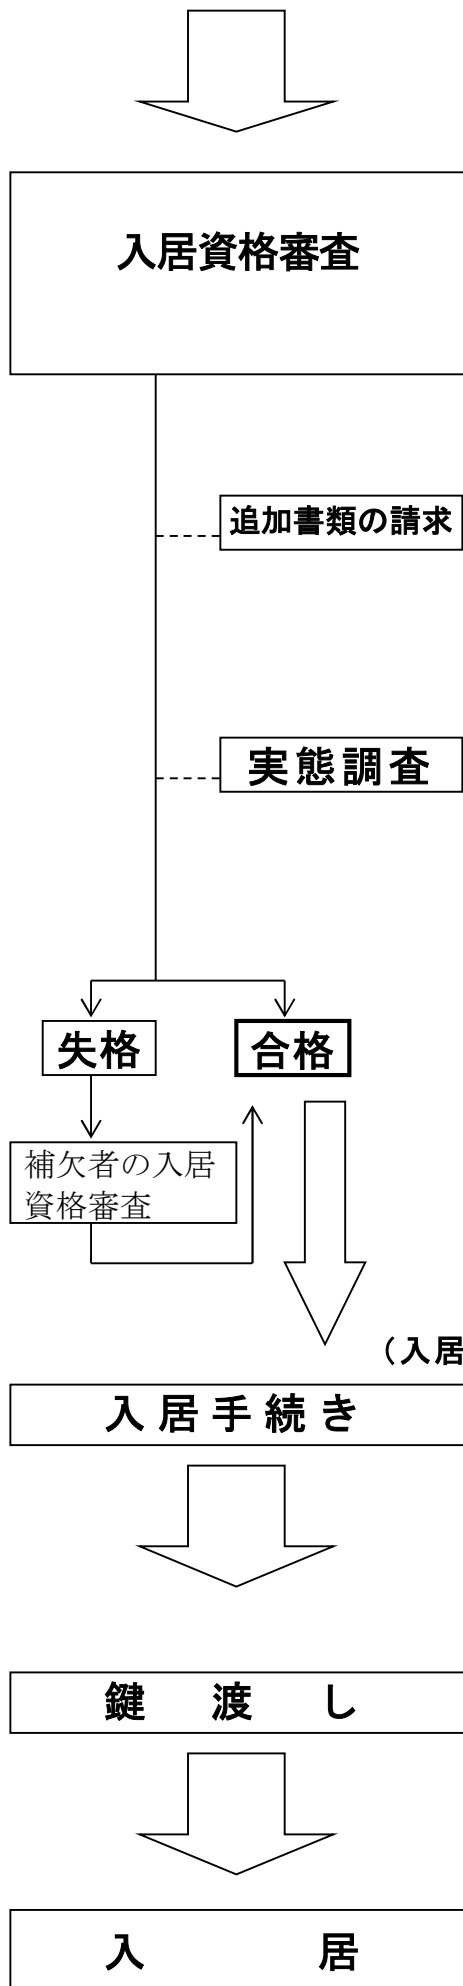 入居資格審査
追加書類の請求
実態調査
失格
合格
補欠者の入居
資格審査
（入居
入居手続き
鍵渡し
入居